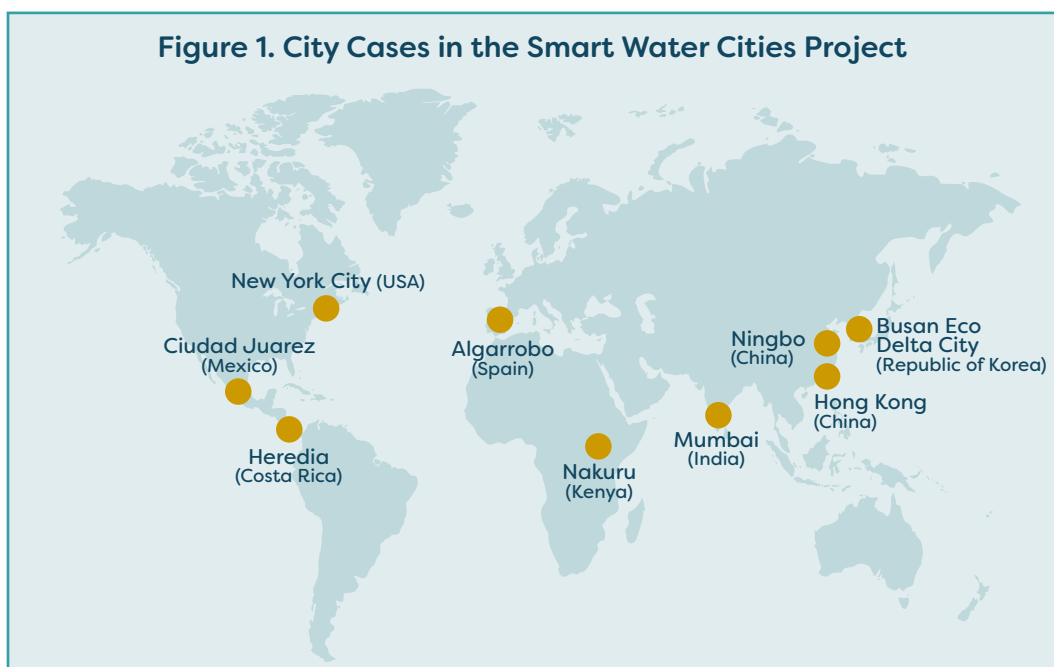 Figure 1. City Cases in the Smart Water Cities Project
New York City (USA)
Ciudad Juarez
(Mexico)
Heredia
(Costa Rica)
Algarrobo
(Spain)
Nakuru
(Kenya)
Mumbai
(India)
Ningbo
(China)
Busan Eco
Delta City
(Republic of Korea)
Hong Kong
(China)